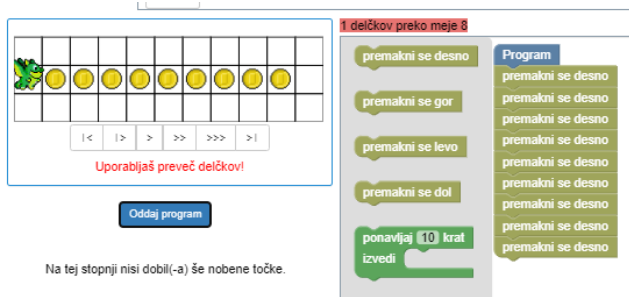 1 delčkov preko meje 8
|< |> > >> >>> >|
Uporabljaš preveč delčkov!
Oddaj program
Na tej stopnji nisi dobil(-a) še nobene točke.
premakni se desno
premakni se gor
premakni se levo
premakni se dol
ponavljaj 10 krat
izvedi
Program
premakni se desno
premakni se desno
premakni se desno
premakni se desno
premakni se desno
premakni se desno
premakni se desno
premakni se desno
premakni se desno